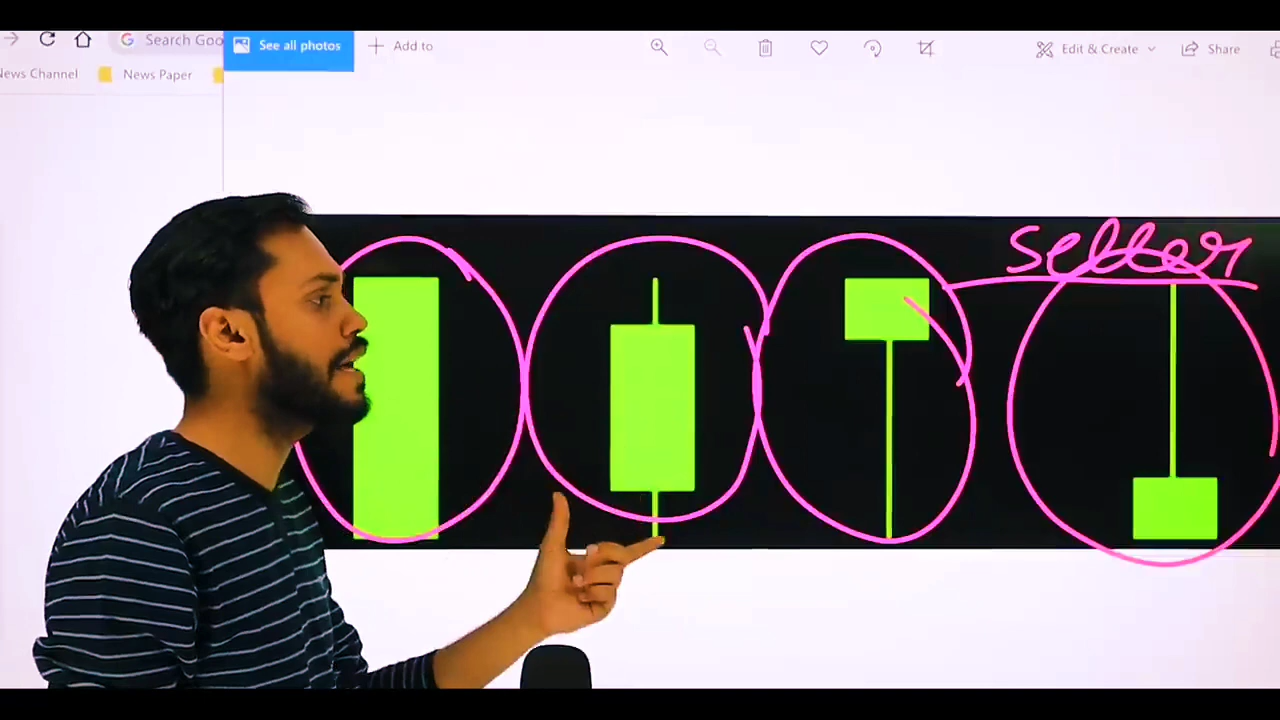 Search Goo
See all photos
Add to
Edit & Create
Share
News Channel
News Paper
seller